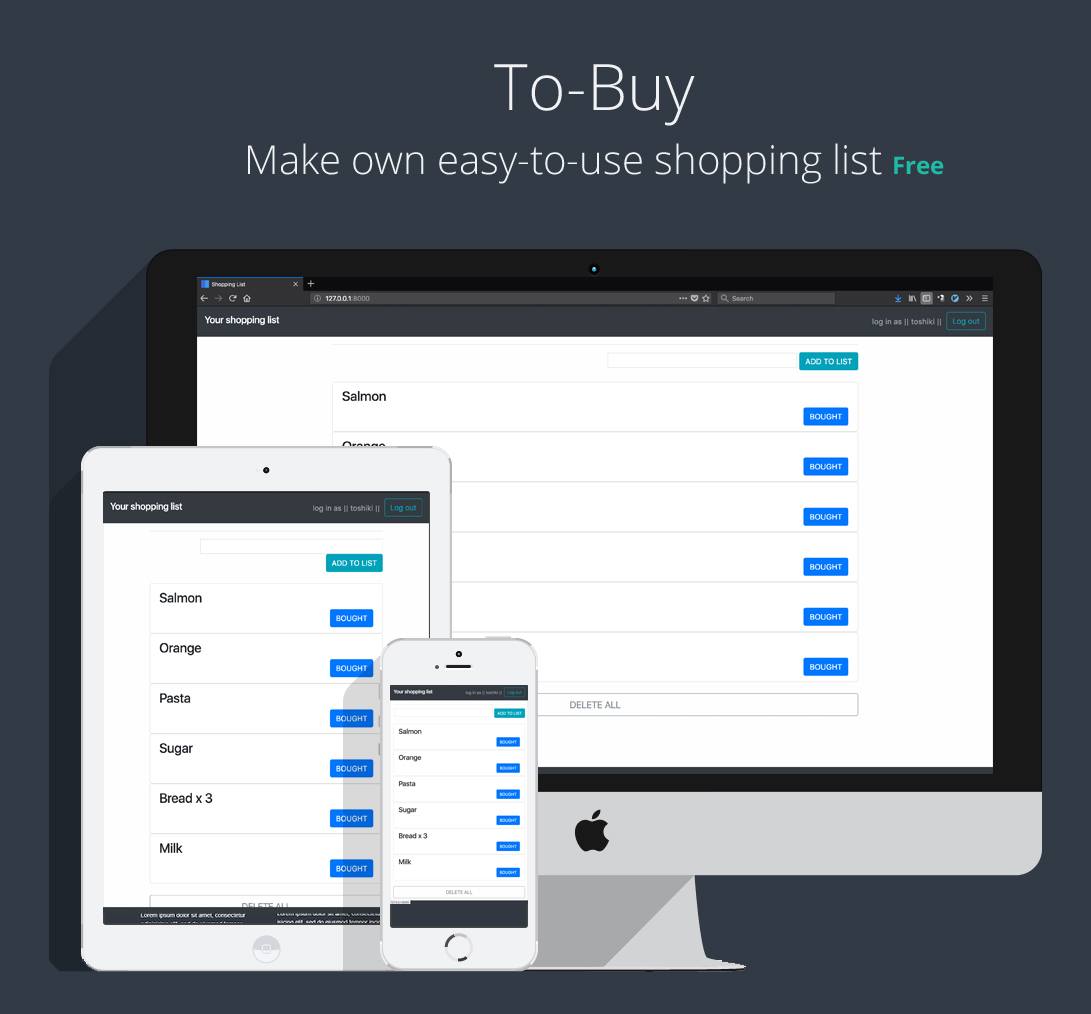 To-Buy
Make own easy-to-use shopping list Free
Shopping List
127.0.0.1:8000
Search
Your shopping list
log in as || toshiki || Log out
ADD TO LIST
Salmon
BOUGHT
Orange
BOUGHT
BOUGHT
BOUGHT
BOUGHT
BOUGHT
DELETE ALL
Your shopping list
log in as || toshiki || Log out
ADD TO LIST
Salmon
BOUGHT
Orange
BOUGHT
Pasta
BOUGHT
Sugar
BOUGHT
Bread x 3
BOUGHT
Milk
BOUGHT
DELETE ALL
Lorem ipsum dolor sit amet, consectetur
Lorem ipsum dolor sit amet, consectetur
Your shopping list
log in as || toshiki || Log out
ADD TO LIST
Salmon
BOUGHT
Orange
BOUGHT
Pasta
BOUGHT
Sugar
BOUGHT
Bread x 3
BOUGHT
Milk
BOUGHT
DELETE ALL